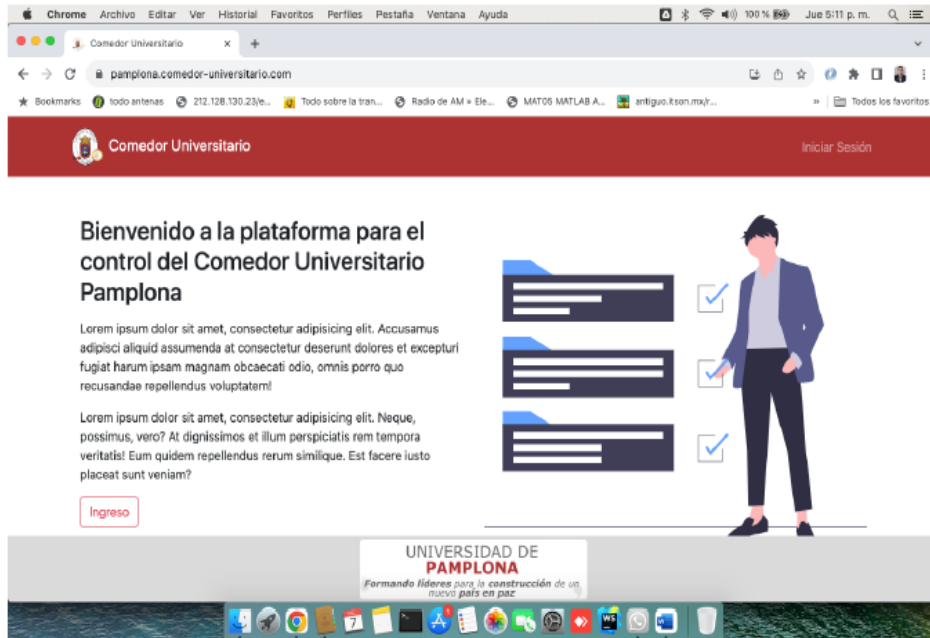 Chrome Archivo Editar Ver Historial Favoritos Perfiles Pestaña Ventana Ayuda 100 % Jue 5:11 p. m.
Comedor Universitario
pamplona.comedor-universitario.com
Bookmarks todo antenas 212.128.130.23/e... Todo sobre la tran... Radio de AM » Ele... MAT05 MATLAB A... antiguo.itson.mx/r... » Todos los favoritos
Comedor Universitario Iniciar Sesión
Bienvenido a la plataforma para el
control del Comedor Universitario
Pamplona
Lorem ipsum dolor sit amet, consectetur adipisicing elit. Accusamus
adipisci aliquid assumenda at consectetur deserunt dolores et excepturi
fugiat harum ipsam magnam obcaecati odio, omnis porro quo
recusandae repellendus voluptatem!
Lorem ipsum dolor sit amet, consectetur adipisicing elit. Neque,
possimus, vero? At dignissimos et illum perspiciatis rem tempora
veritatis! Eum quidem repellendus rerum similique. Est facere iusto
placeat sunt veniam?
Ingreso
UNIVERSIDAD DE
PAMPLONA
Formando líderes para la construcción de un
nuevo país en paz
7
WS